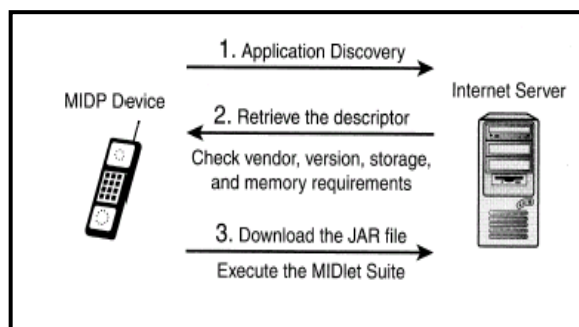 1. Application Discovery
MIDP Device
Internet Server
2. Retrieve the descriptor
Check vendor, version, storage,
and memory requirements
3. Download the JAR file
Execute the MIDlet Suite